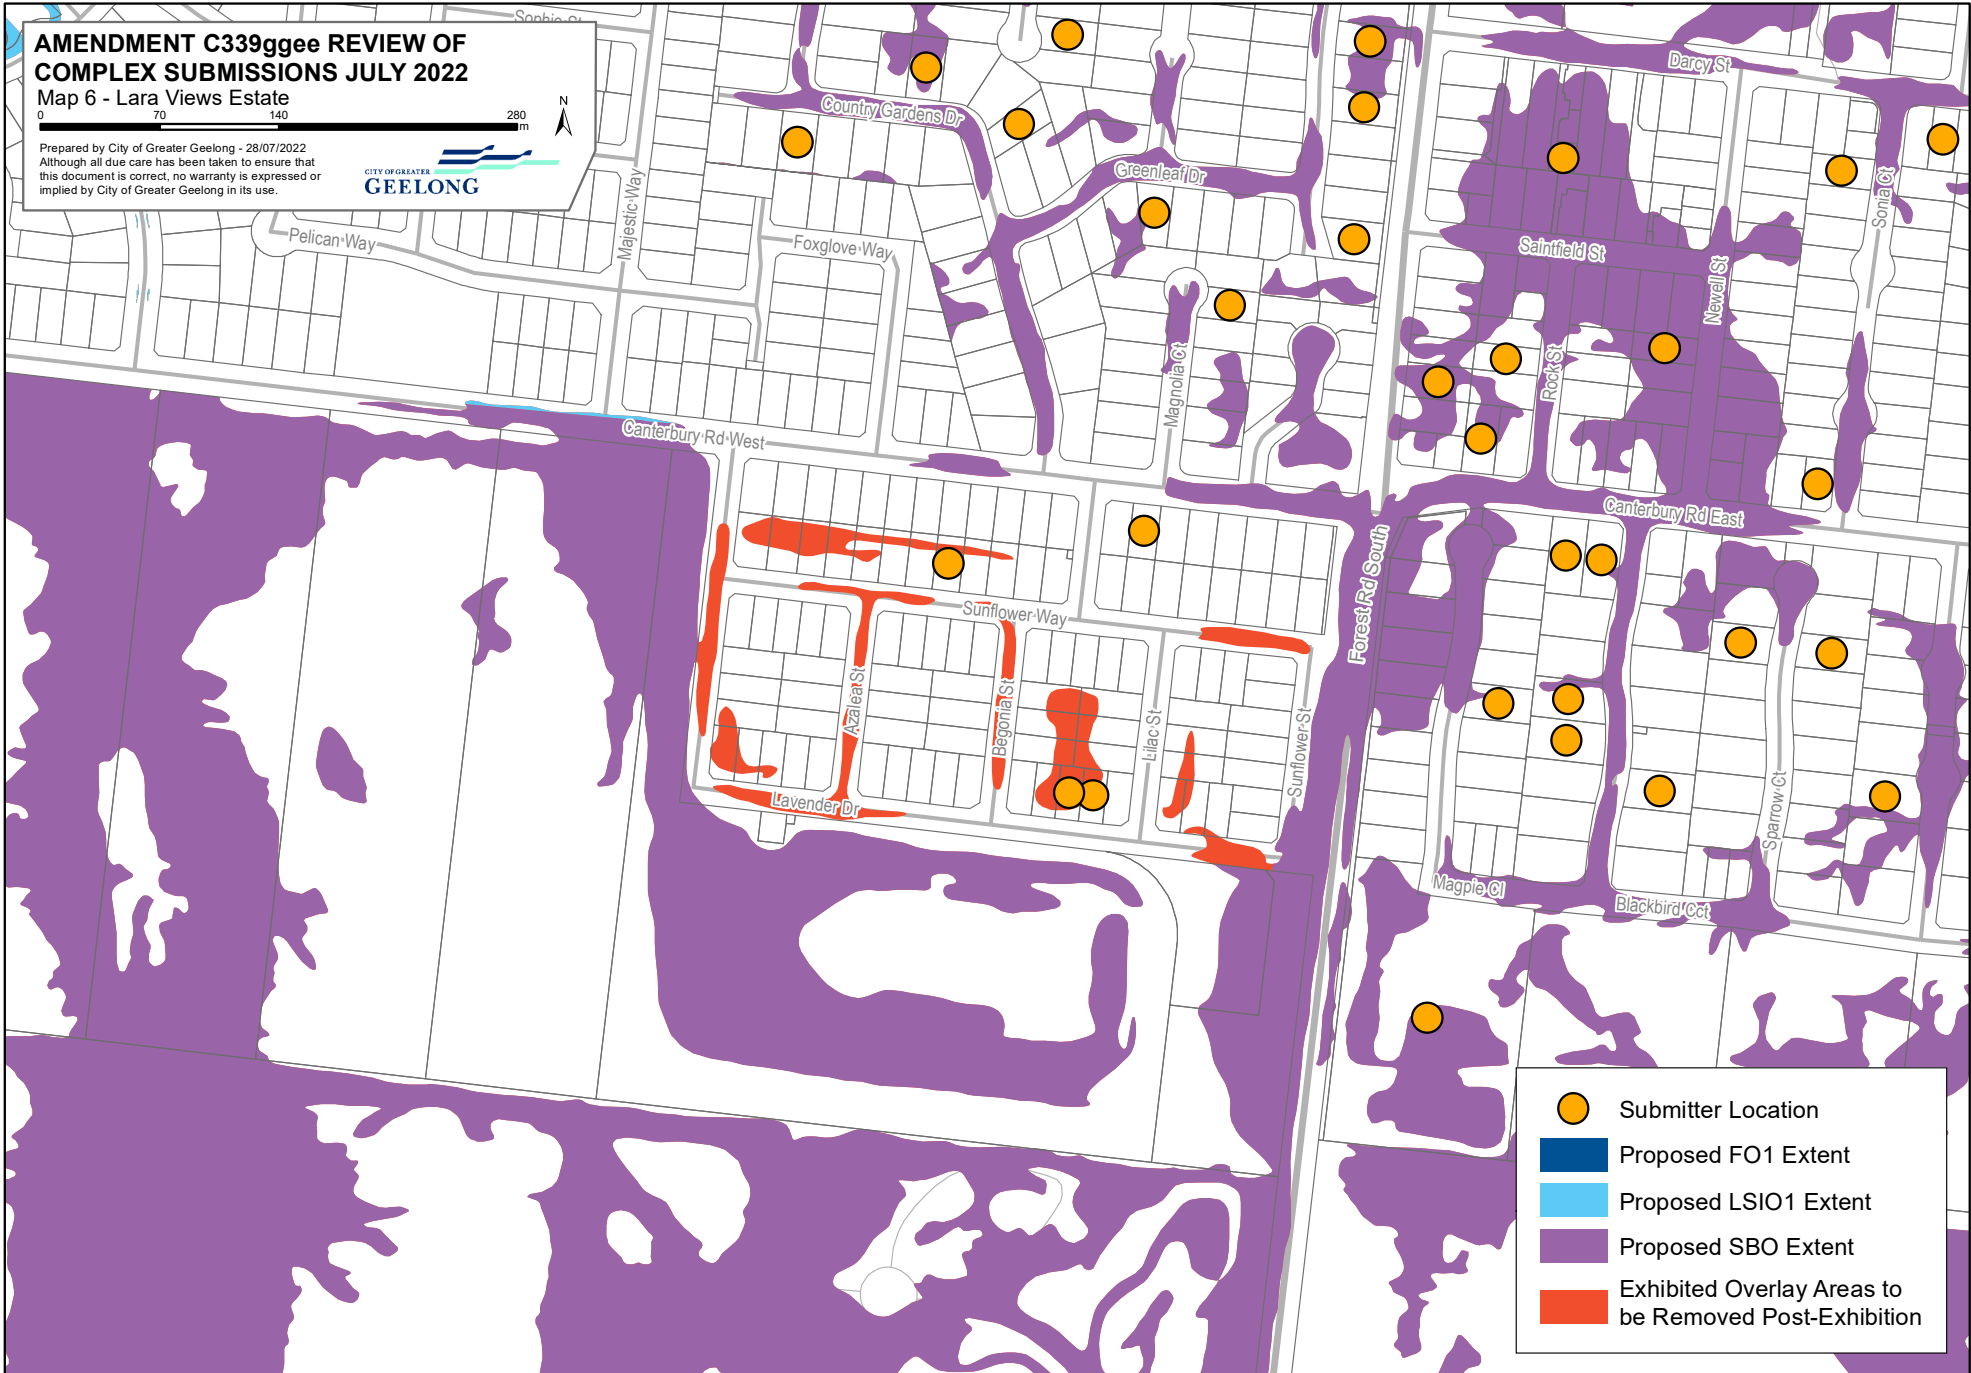 Sophie St
AMENDMENT C339ggee REVIEW OF
COMPLEX SUBMISSIONS JULY 2022
Map 6 - Lara Views Estate
0 70 140 280
m
N
Prepared by City of Greater Geelong - 28/07/2022
Although all due care has been taken to ensure that
this document is correct, no warranty is expressed or
implied by City of Greater Geelong in its use.
CITY OF GREATER
GEELONG
Darcy St
Country Gardens Dr
Greenleaf Dr
Majestic Way
Pelican Way
Foxglove Way
Sonia Ct
Saintfield St
Newell St
Rock St
Magnolia Ct
Canterbury Rd West
Canterbury Rd East
Forest Rd South
Sunflower Way
Azalea St
Begonia St
Lilac St
Sunflower St
Lavender Dr
Sparrow Ct
Magpie Cl
Blackbird Cct
Submitter Location
Proposed FO1 Extent
Proposed LSIO1 Extent
Proposed SBO Extent
Exhibited Overlay Areas to
be Removed Post-Exhibition